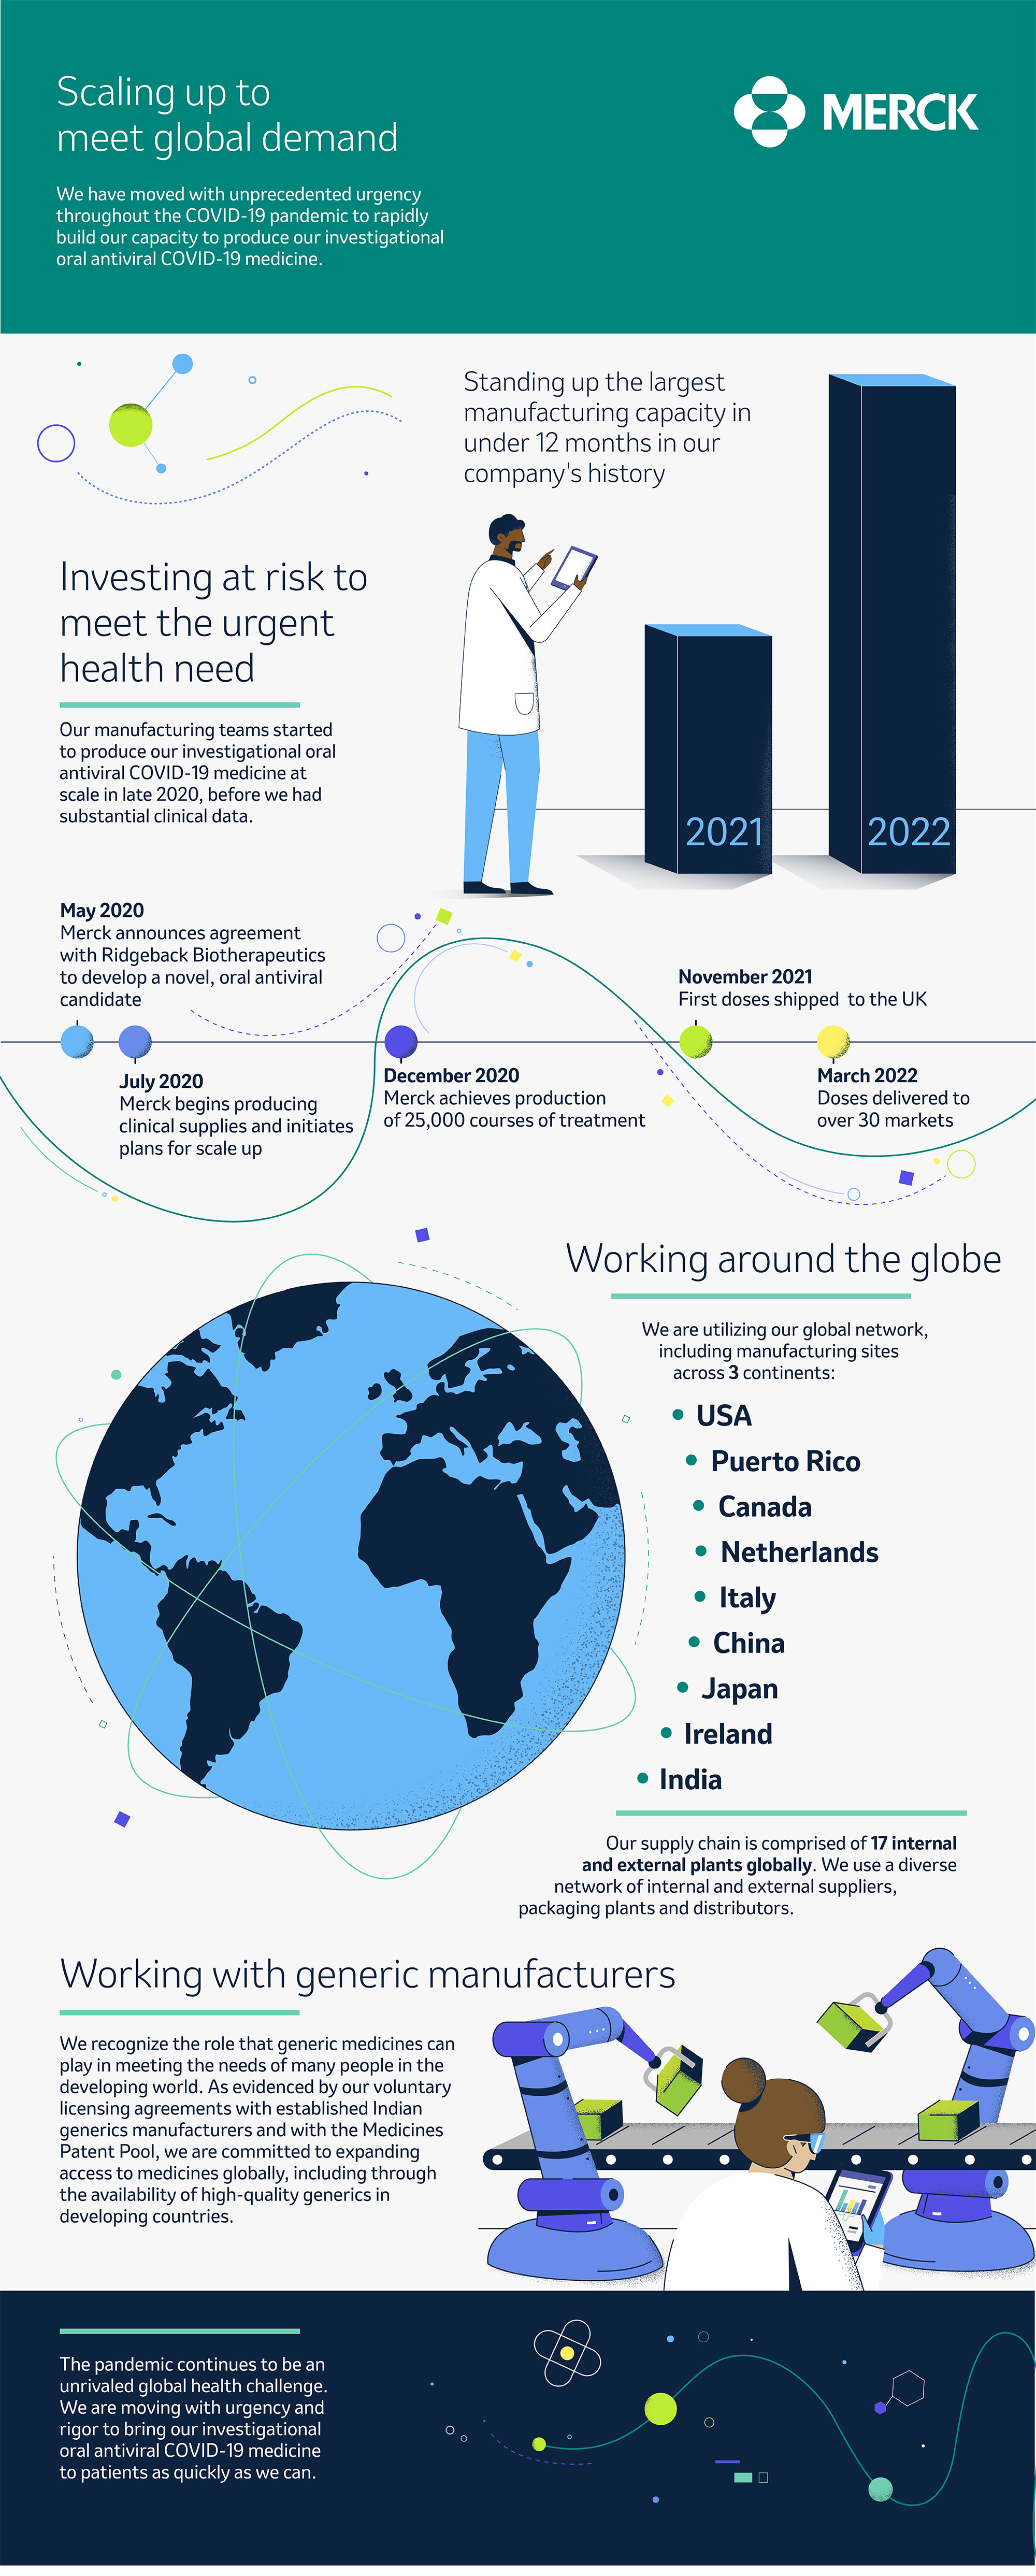 Scaling up to
meet global demand
MERCK
We have moved with unprecedented urgency
throughout the COVID-19 pandemic to rapidly
build our capacity to produce our investigational
oral antiviral COVID-19 medicine.
Standing up the largest
manufacturing capacity in
under 12 months in our
company's history
Investing at risk to
meet the urgent
health need
Our manufacturing teams started
to produce our investigational oral
antiviral COVID-19 medicine at
scale in late 2020, before we had
substantial clinical data.
2021
2022
May 2020
Merck announces agreement
with Ridgeback Biotherapeutics
to develop a novel, oral antiviral
candidate
July 2020
Merck begins producing
clinical supplies and initiates
plans for scale up
December 2020
Merck achieves production
of 25,000 courses of treatment
November 2021
First doses shipped to the UK
March 2022
Doses delivered to
over 30 markets
Working around the globe
We are utilizing our global network,
including manufacturing sites
across 3 continents:
• USA
• Puerto Rico
• Canada
• Netherlands
• Italy
• China
• Japan
• Ireland
• India
Our supply chain is comprised of 17 internal
and external plants globally. We use a diverse
network of internal and external suppliers,
packaging plants and distributors.
Working with generic manufacturers
We recognize the role that generic medicines can
play in meeting the needs of many people in the
developing world. As evidenced by our voluntary
licensing agreements with established Indian
generics manufacturers and with the Medicines
Patent Pool, we are committed to expanding
access to medicines globally, including through
the availability of high-quality generics in
developing countries.
The pandemic continues to be an
unrivaled global health challenge.
We are moving with urgency and
rigor to bring our investigational
oral antiviral COVID-19 medicine
to patients as quickly as we can.